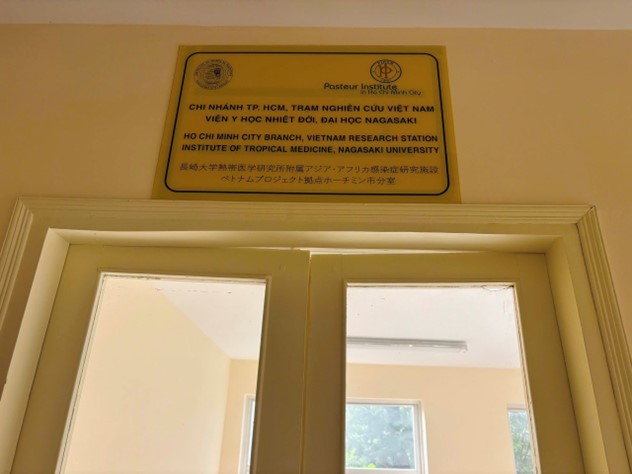 Pasteur Institute
in Ho Chi Minh City
CHI NHÁNH TP. HCM, TRẠM NGHIÊN CỨU VIỆT NAM
VIỆN Y HỌC NHIỆT ĐỚI, ĐẠI HỌC NAGASAKI
HO CHI MINH CITY BRANCH, VIETNAM RESEARCH STATION
INSTITUTE OF TROPICAL MEDICINE, NAGASAKI UNIVERSITY
長崎大学熱帯医学研究所附属アジア・アフリカ感染症研究施設
ベトナムプロジェクト拠点ホーチミン市分室